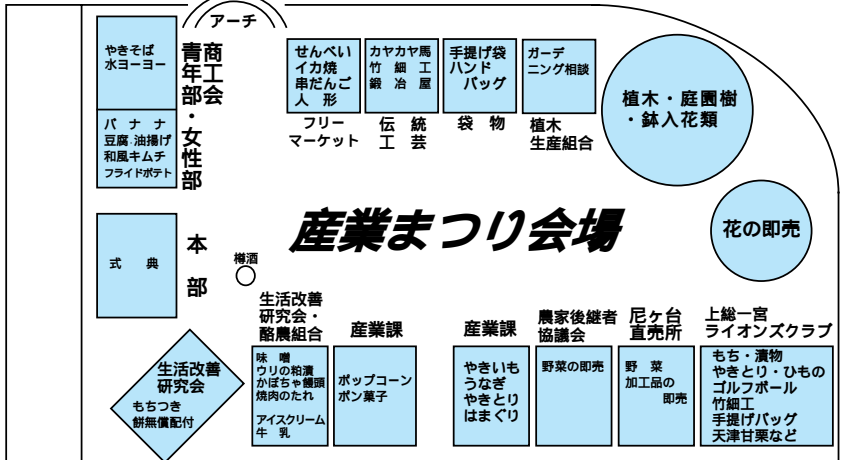 アーチ
やきそば
水ヨーヨー
商工会
青年部・女性部
バナナ
豆腐 油揚げ
和風キムチ
フライドポテト
せんべい
イカ焼
串だんご
人形
フリー
マーケット
カヤカヤ馬
竹細工
鍛冶屋
伝統
工芸
手提げ袋
ハンド
バッグ
袋物
ガーデ
ニング相談
植木
生産組合
植木・庭園樹
・鉢入花類
花の即売
産業まつり会場
式典
本部
樽酒
生活改善
研究会
もちつき
餅無償配付
生活改善
研究会・
酪農組合
味噌
ウリの粕漬
かぼちゃ饅頭
焼肉のたれ
アイスクリーム
牛乳
産業課
ポップコーン
ポン菓子
産業課
やきいも
うなぎ
やきとり
はまぐり
農家後継者
協議会
野菜の即売
尼ヶ台
直売所
野菜
加工品の
即売
上総一宮
ライオンズクラブ
もち・漬物
やきとり・ひもの
ゴルフボール
竹細工
手提げバッグ
天津甘栗など